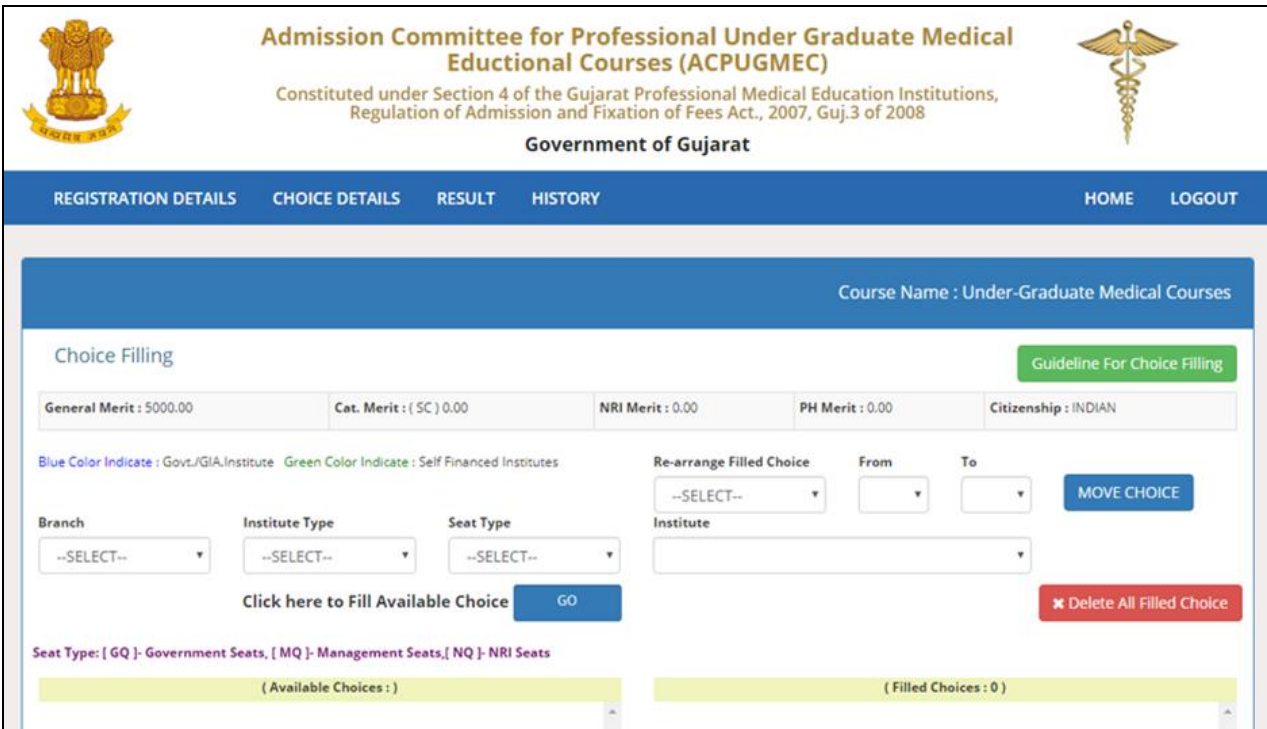 Admission Committee for Professional Under Graduate Medical
Eductional Courses (ACPUGMEC)
Constituted under Section 4 of the Gujarat Professional Medical Education Institutions,
Regulation of Admission and Fixation of Fees Act., 2007, Guj.3 of 2008
Government of Gujarat
सत्यमेव जयते
REGISTRATION DETAILS CHOICE DETAILS RESULT HISTORY HOME LOGOUT
Course Name : Under-Graduate Medical Courses
Choice Filling
Guideline For Choice Filling
General Merit : 5000.00 Cat. Merit : ( SC ) 0.00 NRI Merit : 0.00 PH Merit : 0.00 Citizenship : INDIAN
Blue Color Indicate : Govt./GIA.Institute Green Color Indicate : Self Financed Institutes
Re-arrange Filled Choice From To
--SELECT-- MOVE CHOICE
Branch Institute Type Seat Type Institute
--SELECT-- --SELECT-- --SELECT--
Click here to Fill Available Choice GO
✖ Delete All Filled Choice
Seat Type: [ GQ ]- Government Seats, [ MQ ]- Management Seats,[ NQ ]- NRI Seats
( Available Choices : ) ( Filled Choices : 0 )